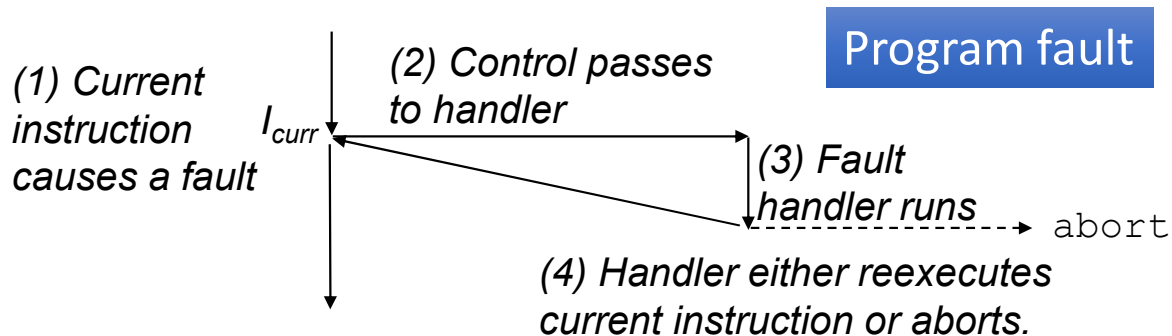 Program fault
(1) Current
instruction
causes a fault
I_curr
(2) Control passes
to handler
(3) Fault
handler runs
abort
(4) Handler either reexecutes
current instruction or aborts.